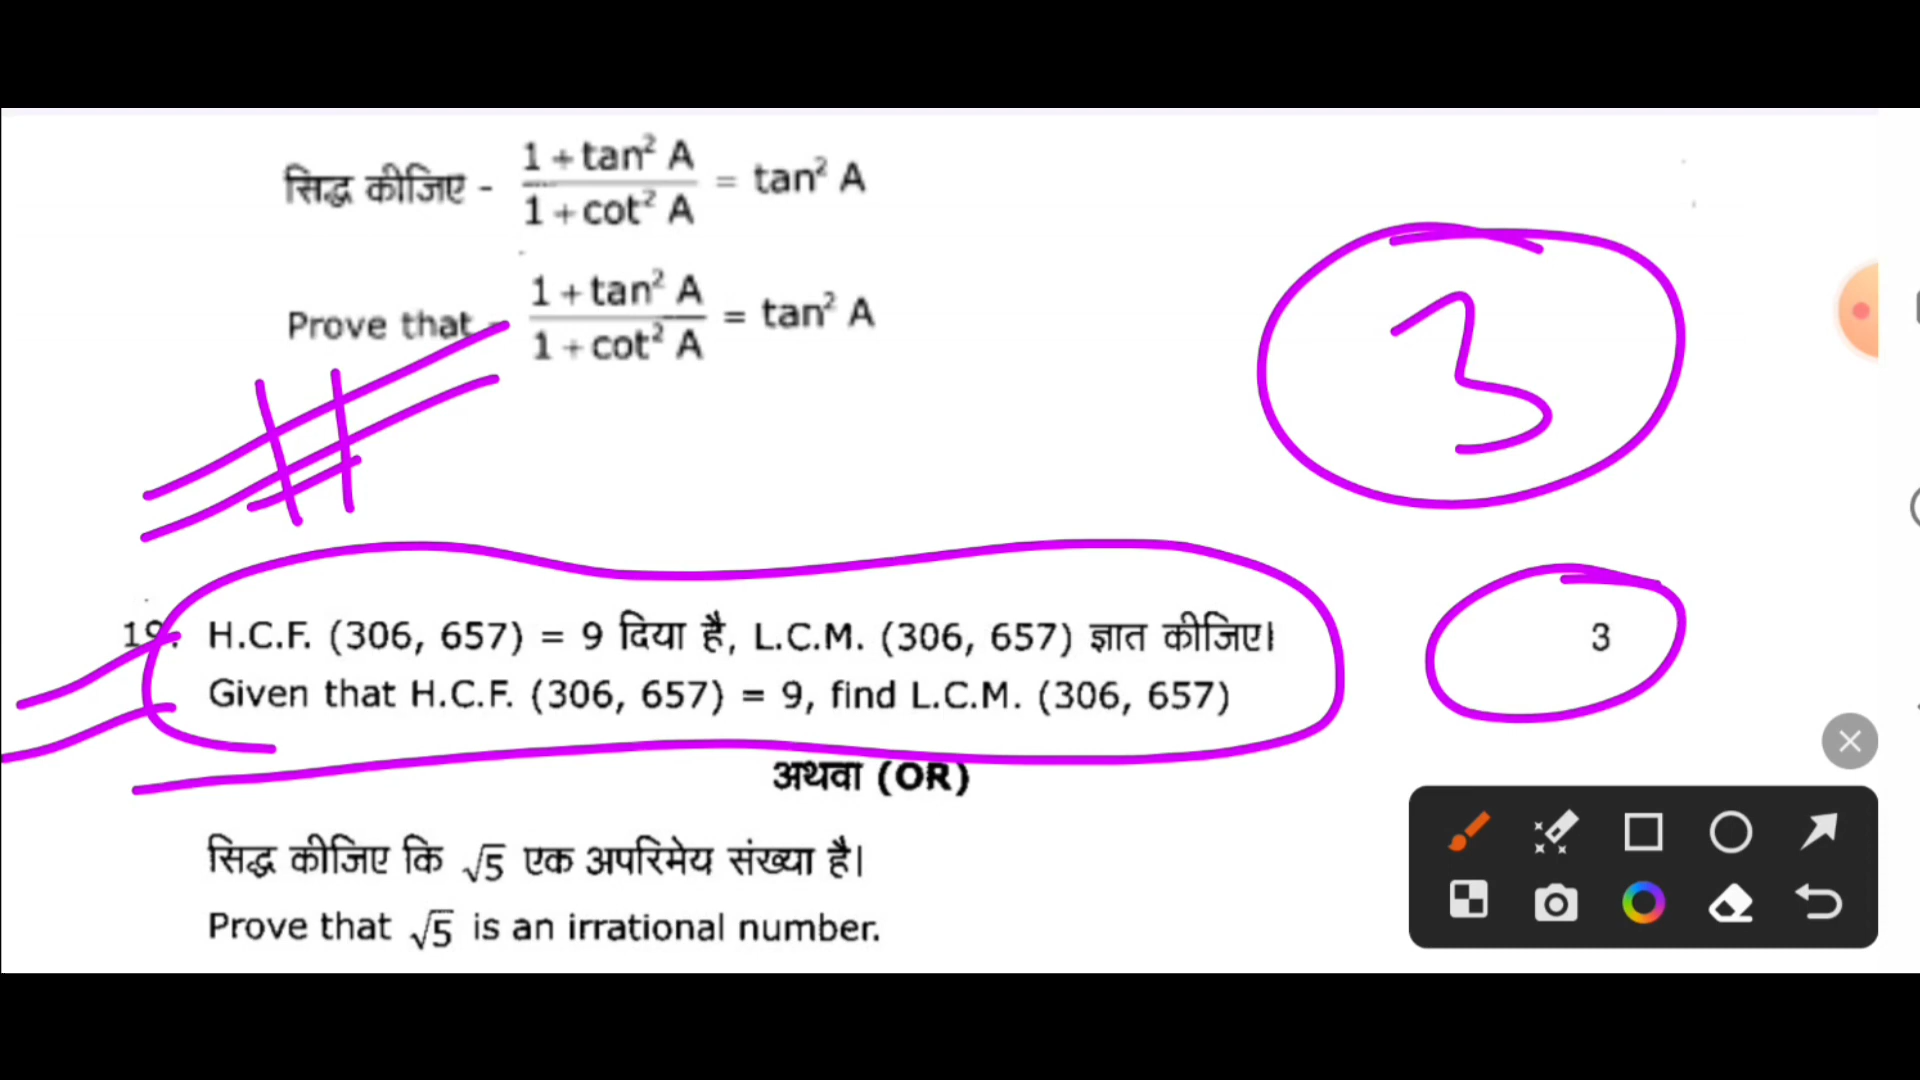 सिद्ध कीजिए - (1 + tan² A)/(1 + cot² A) = tan² A
Prove that - (1 + tan² A)/(1 + cot² A) = tan² A
3
19. H.C.F. (306, 657) = 9 दिया है, L.C.M. (306, 657) ज्ञात कीजिए। 3
Given that H.C.F. (306, 657) = 9, find L.C.M. (306, 657)
अथवा (OR)
सिद्ध कीजिए कि √5 एक अपरिमेय संख्या है।
Prove that √5 is an irrational number.